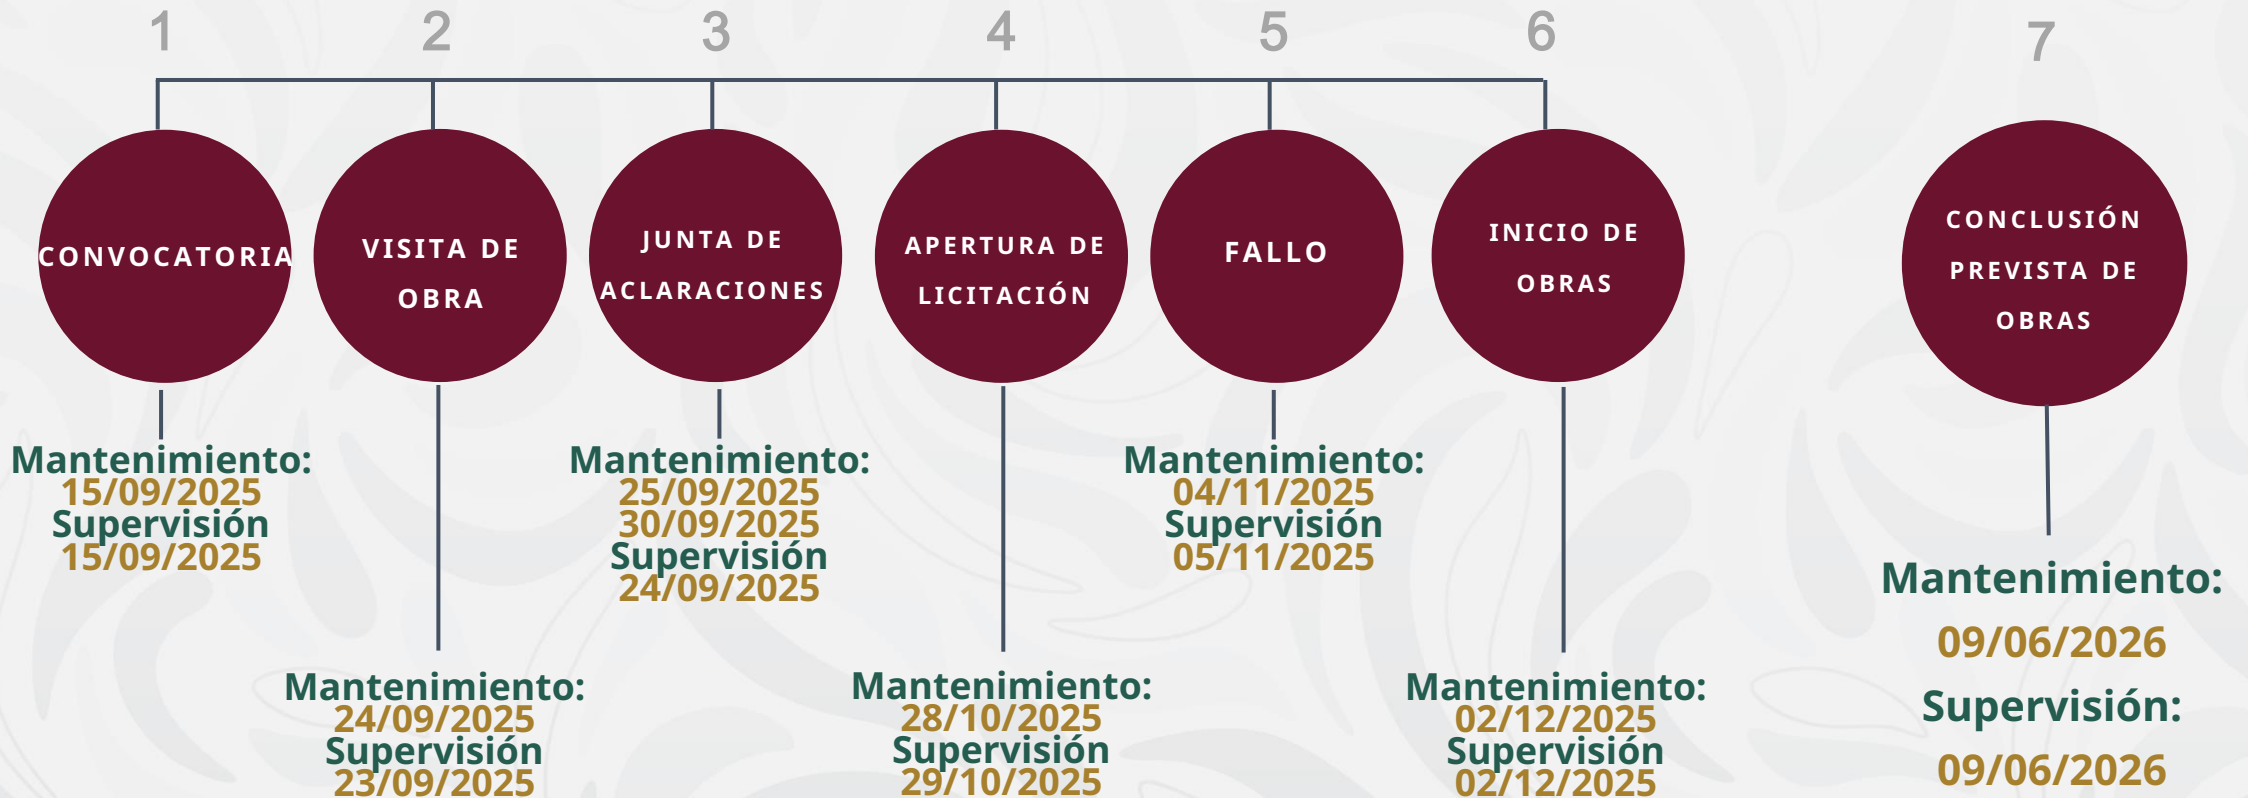 1
CONVOCATORIA
Mantenimiento:
15/09/2025
Supervisión
15/09/2025
2
VISITA DE
OBRA
Mantenimiento:
24/09/2025
Supervisión
23/09/2025
3
JUNTA DE
ACLARACIONES
Mantenimiento:
25/09/2025
30/09/2025
Supervisión
24/09/2025
4
APERTURA DE
LICITACIÓN
Mantenimiento:
28/10/2025
Supervisión
29/10/2025
5
FALLO
Mantenimiento:
04/11/2025
Supervisión
05/11/2025
6
INICIO DE
OBRAS
Mantenimiento:
02/12/2025
Supervisión
02/12/2025
7
CONCLUSIÓN
PREVISTA DE
OBRAS
Mantenimiento:
09/06/2026
Supervisión:
09/06/2026